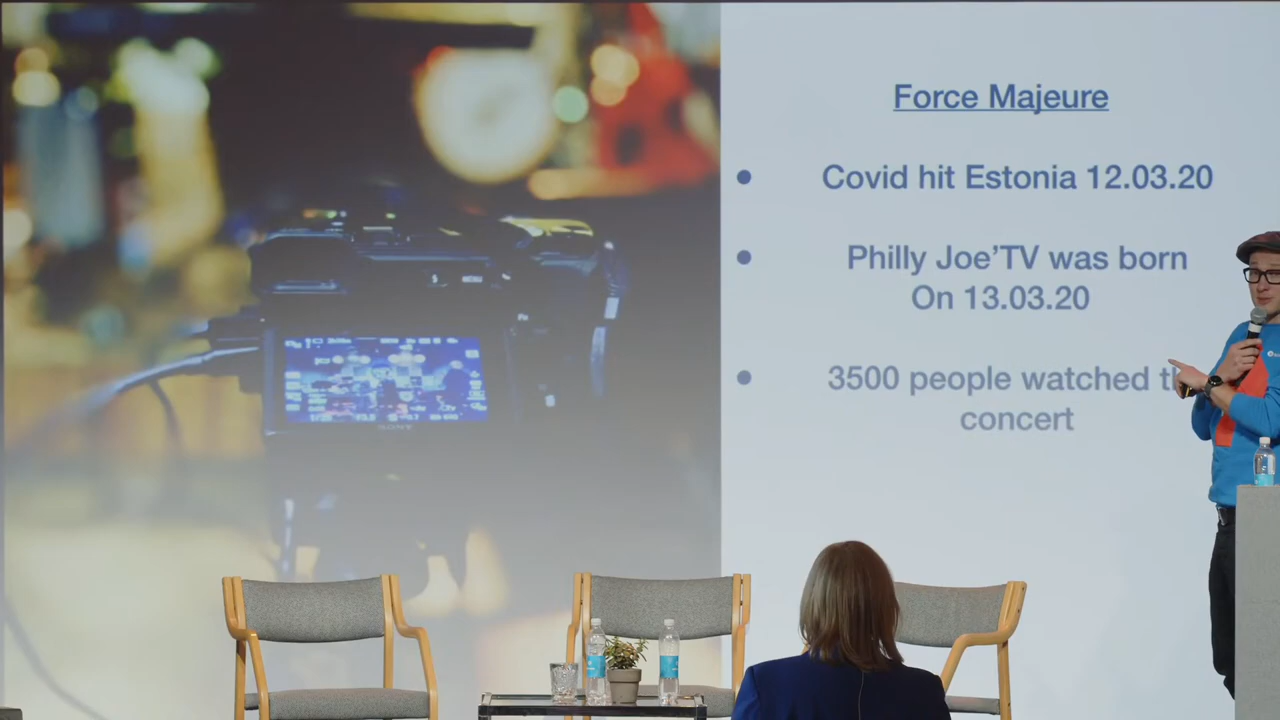 Force Majeure
Covid hit Estonia 12.03.20
Philly Joe'TV was born
On 13.03.20
3500 people watched
concert
SONY